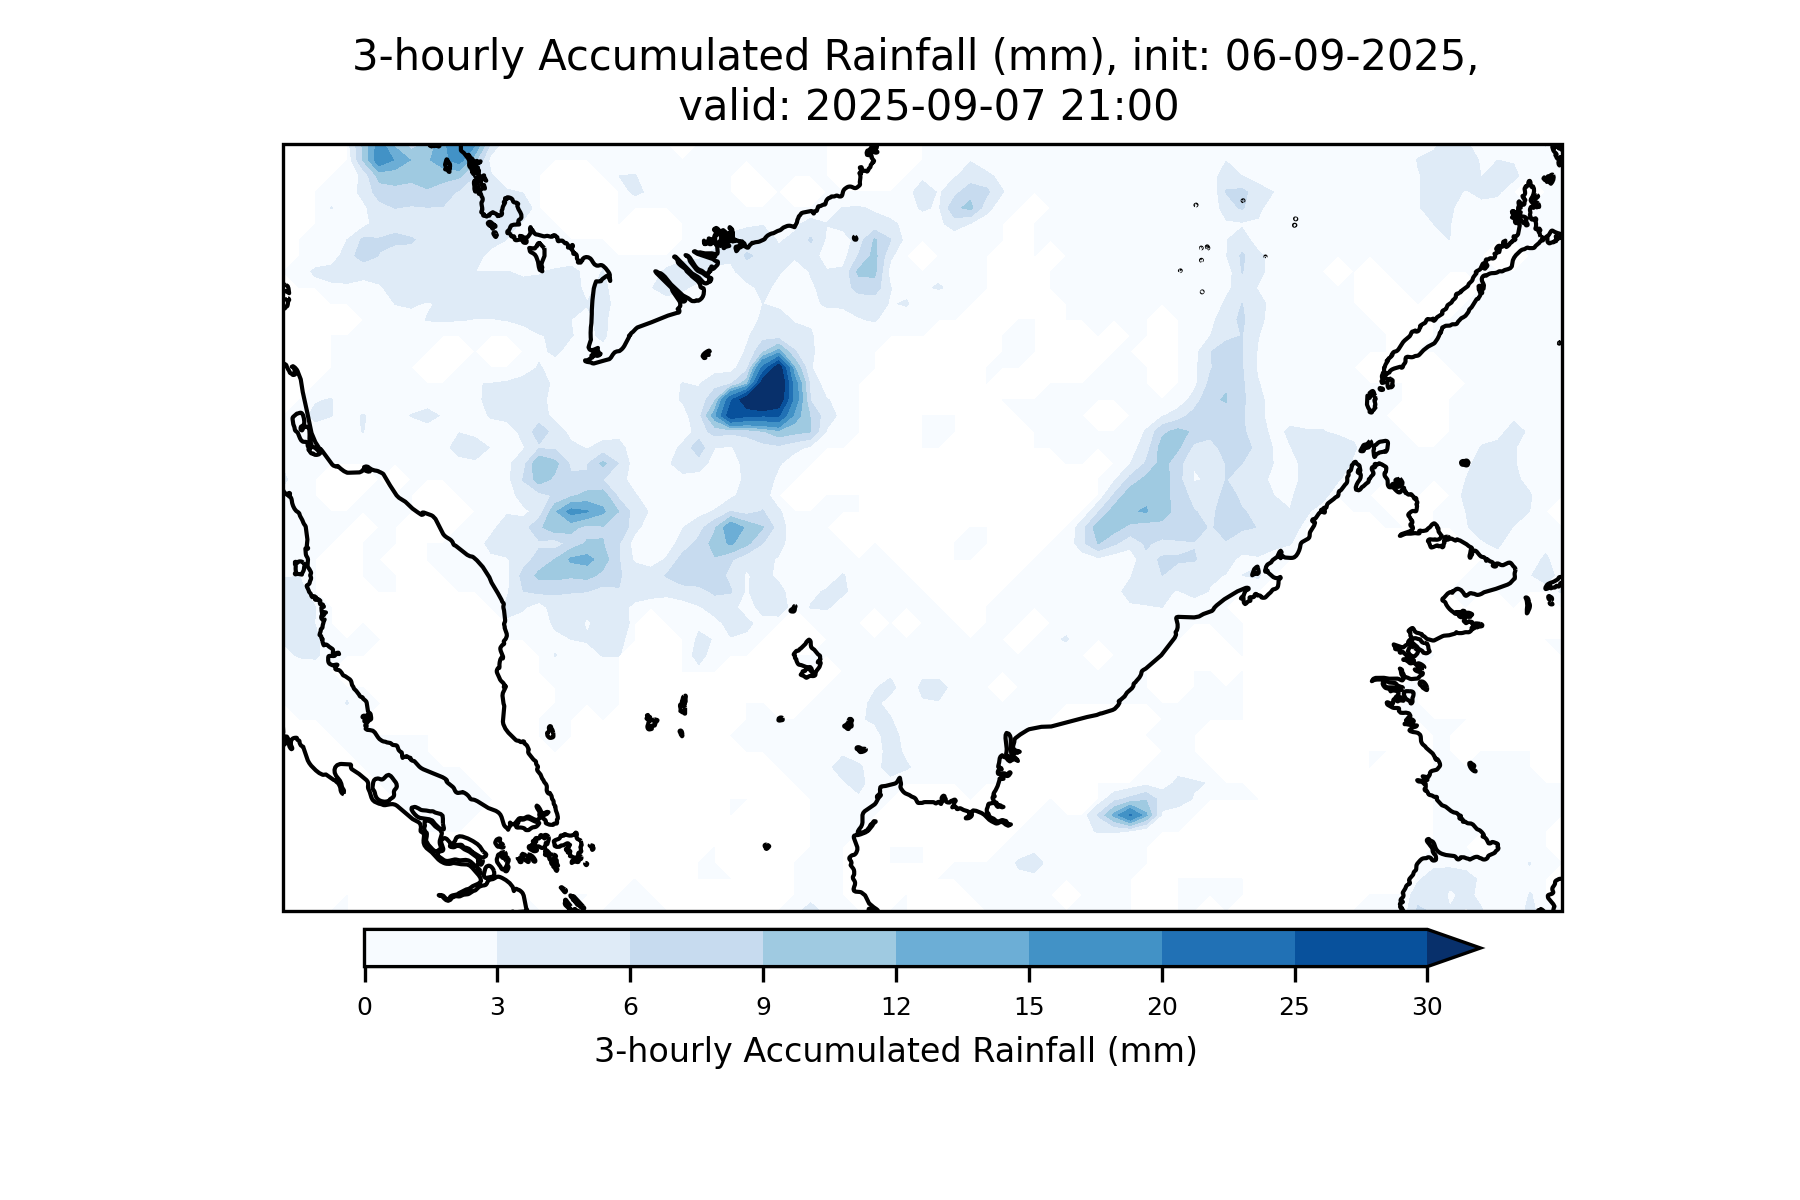 3-hourly Accumulated Rainfall (mm), init: 06-09-2025,
valid: 2025-09-07 21:00
0 3 6 9 12 15 20 25 30
3-hourly Accumulated Rainfall (mm)